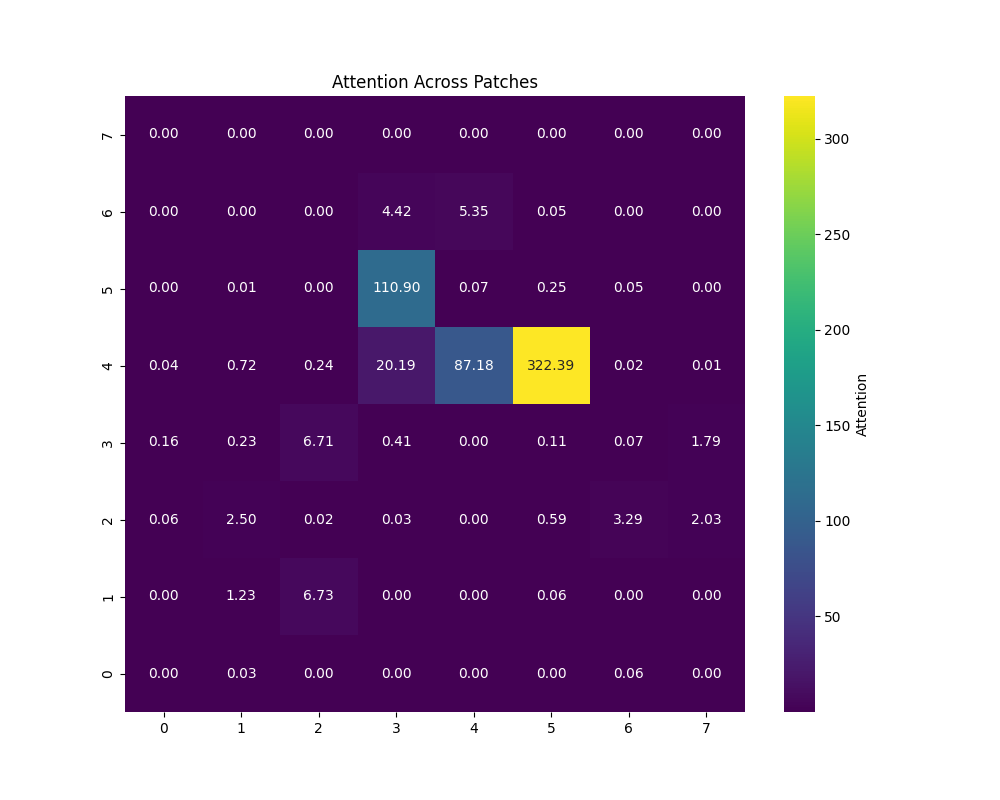 Attention Across Patches
7 0.00 0.00 0.00 0.00 0.00 0.00 0.00 0.00
300
6 0.00 0.00 0.00 4.42 5.35 0.05 0.00 0.00
250
5 0.00 0.01 0.00 110.90 0.07 0.25 0.05 0.00
200
4 0.04 0.72 0.24 20.19 87.18 322.39 0.02 0.01
Attention
150
3 0.16 0.23 6.71 0.41 0.00 0.11 0.07 1.79
100
2 0.06 2.50 0.02 0.03 0.00 0.59 3.29 2.03
1 0.00 1.23 6.73 0.00 0.00 0.06 0.00 0.00
50
0 0.00 0.03 0.00 0.00 0.00 0.00 0.06 0.00
0 1 2 3 4 5 6 7